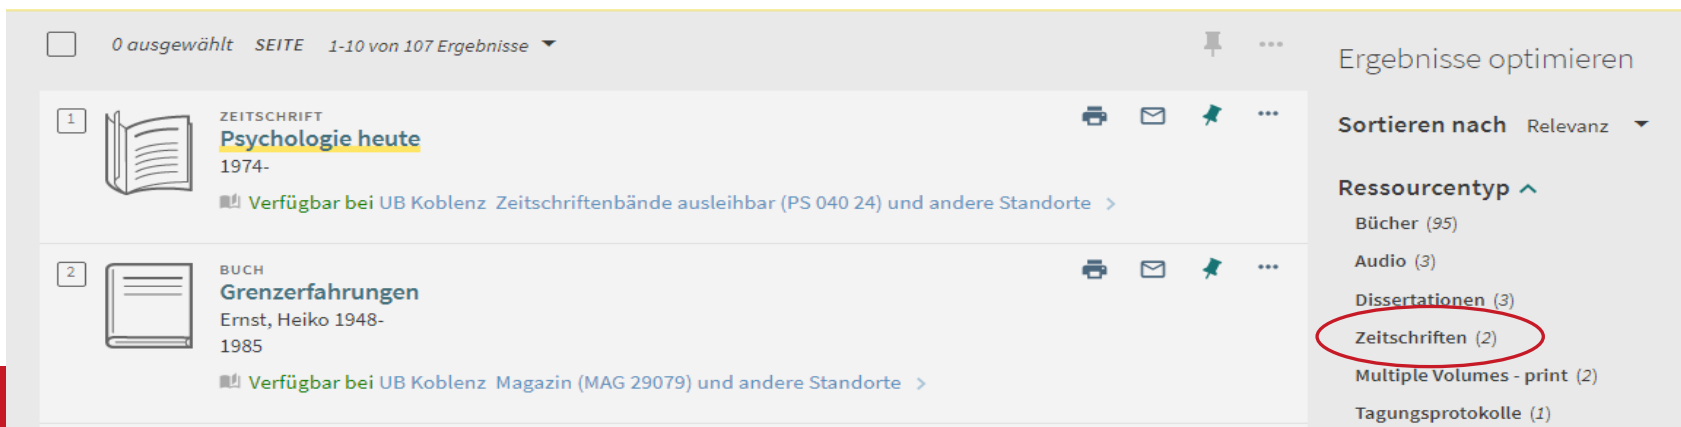 0 ausgewählt SEITE 1-10 von 107 Ergebnisse
1
ZEITSCHRIFT
Psychologie heute
1974-
Verfügbar bei UB Koblenz Zeitschriftenbände ausleihbar (PS 040 24) und andere Standorte
2
BUCH
Grenzerfahrungen
Ernst, Heiko 1948-
1985
Verfügbar bei UB Koblenz Magazin (MAG 29079) und andere Standorte
Ergebnisse optimieren
Sortieren nach Relevanz
Ressourcentyp
Bücher (95)
Audio (3)
Dissertationen (3)
Zeitschriften (2)
Multiple Volumes - print (2)
Tagungsprotokolle (1)